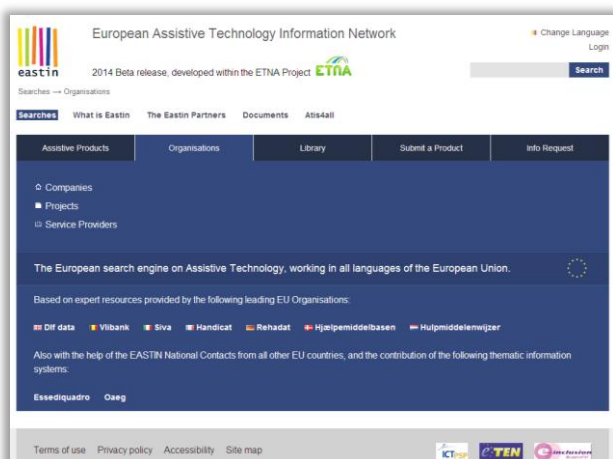 European Assistive Technology Information Network
Change Language
Login
eastin
2014 Beta release, developed within the ETNA Project ETNA
Search
Searches → Organisations
Searches What is Eastin The Eastin Partners Documents Atis4all
Assistive Products Organisations Library Submit a Product Info Request
Companies
Projects
Service Providers
The European search engine on Assistive Technology, working in all languages of the European Union.
Based on expert resources provided by the following leading EU Organisations:
Dlf data Vlibank Siva Handicat Rehadat Hjælpemiddelbasen Hulpmiddelenwijzer
Also with the help of the EASTIN National Contacts from all other EU countries, and the contribution of the following thematic information
systems:
Essediquadro Oaeg
Terms of use Privacy policy Accessibility Site map
ICT PSP eTEN e-inclusion